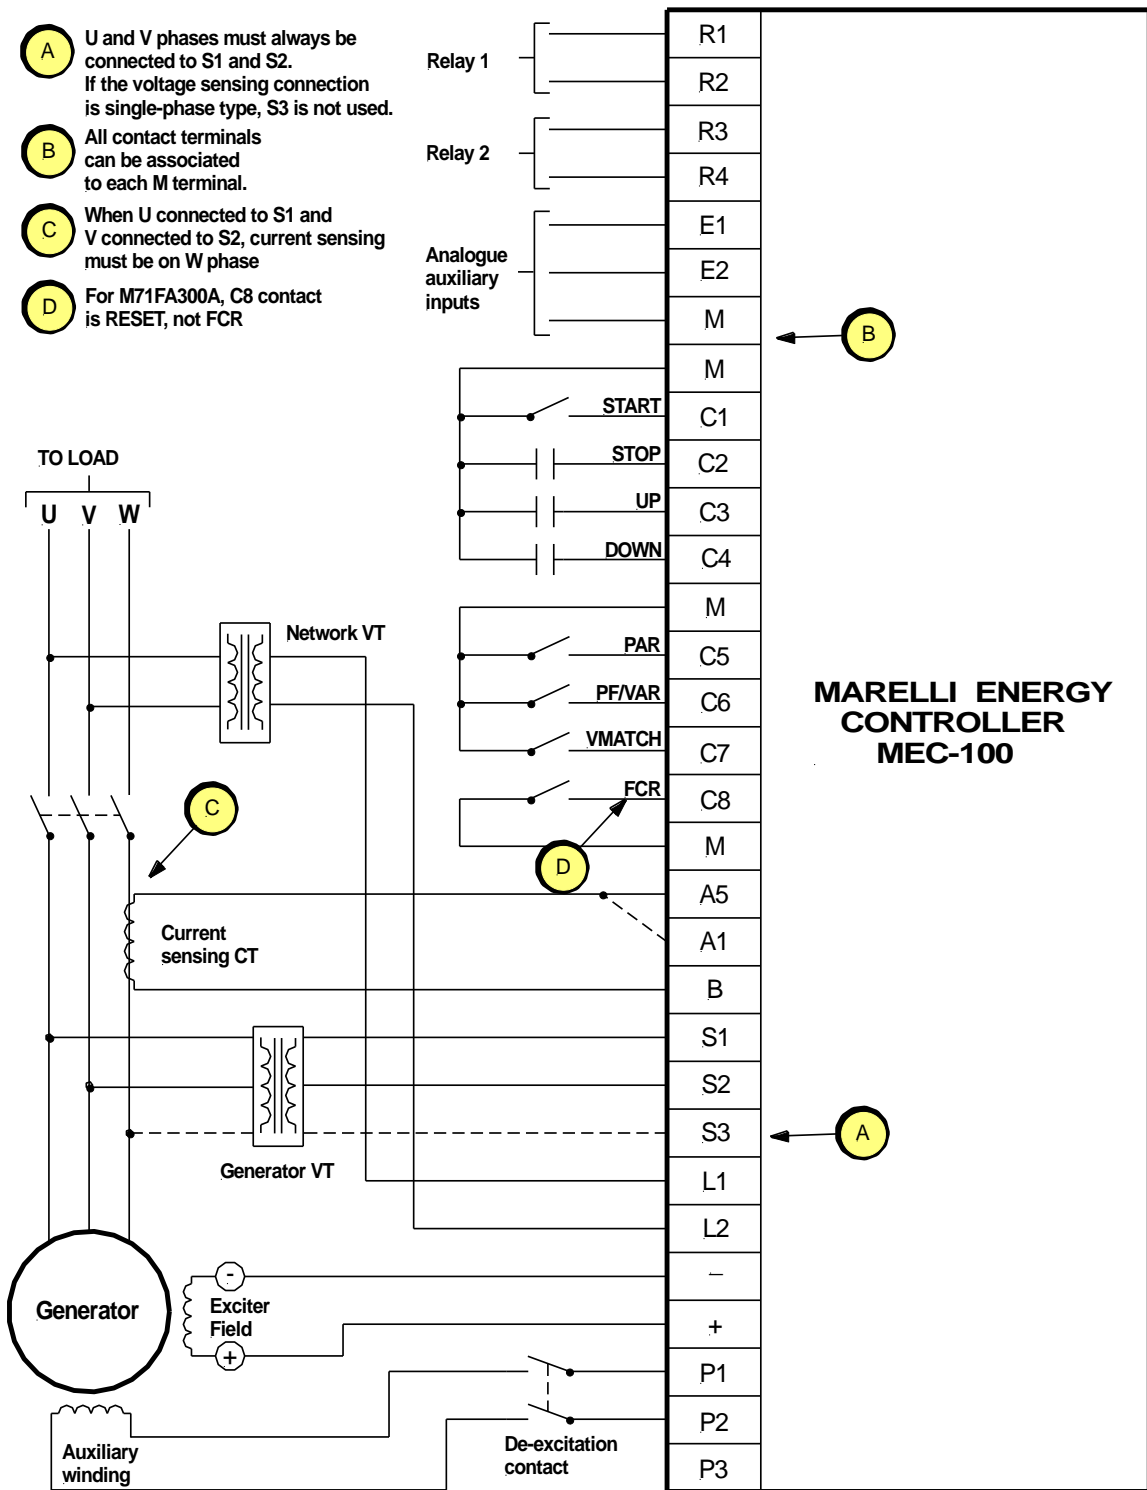 A
U and V phases must always be
connected to S1 and S2.
If the voltage sensing connection
is single-phase type, S3 is not used.
B
All contact terminals
can be associated
to each M terminal.
C
When U connected to S1 and
V connected to S2, current sensing
must be on W phase
D
For M71FA300A, C8 contact
is RESET, not FCR
Relay 1
R1
R2
Relay 2
R3
R4
Analogue
auxiliary
inputs
E1
E2
M
B
M
START
C1
STOP
C2
UP
C3
DOWN
C4
M
PAR
C5
PF/VAR
C6
VMATCH
C7
FCR
C8
D
M
TO LOAD
U V W
Network VT
C
MARELLI ENERGY
CONTROLLER
MEC-100
Current
sensing CT
A5
A1
B
S1
S2
S3
A
Generator VT
L1
L2
Generator
-
Exciter
Field
+
–
+
P1
P2
P3
Auxiliary
winding
De-excitation
contact